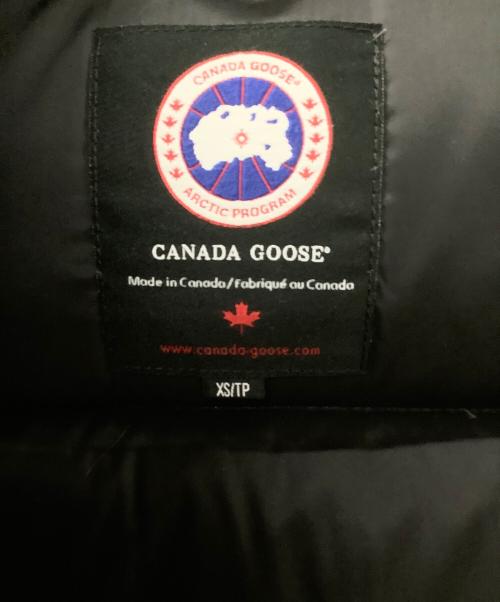 CANADA GOOSE®
ARCTIC PROGRAM
CANADA GOOSE®
Made in Canada/Fabriqué au Canada
www.canada-goose.com
XS/TP